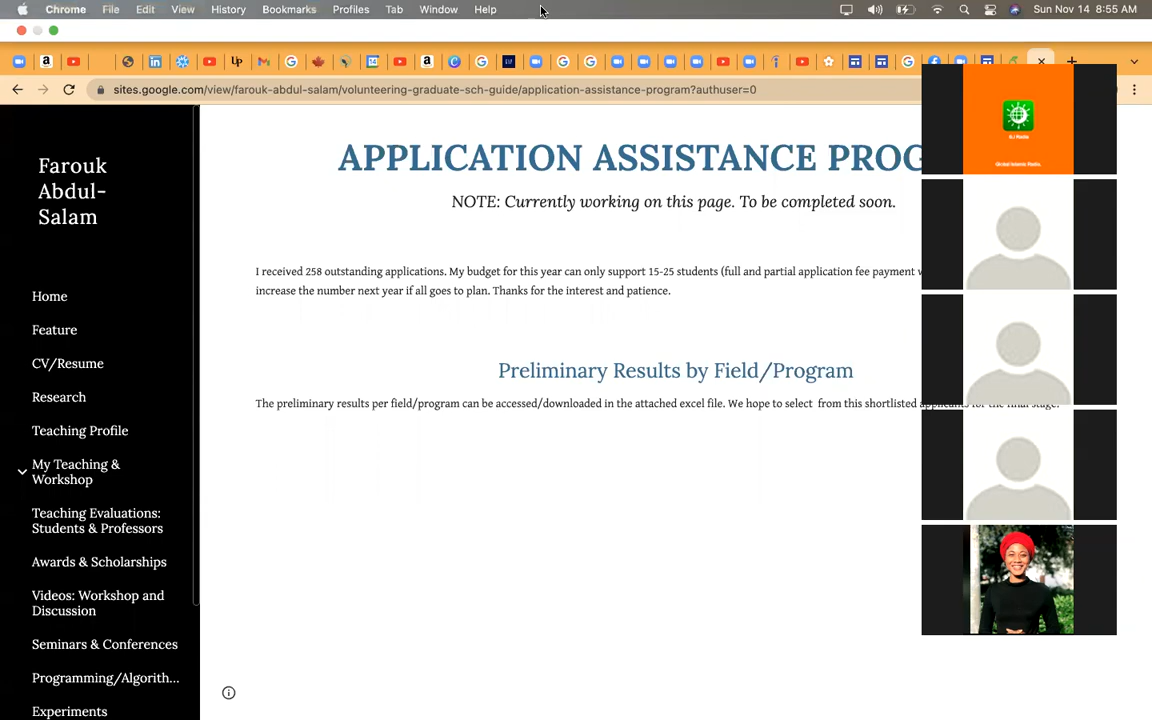 Chrome File Edit View History Bookmarks Profiles Tab Window Help Sun Nov 14 8:55 AM
sites.google.com/view/farouk-abdul-salam/volunteering-graduate-sch-guide/application-assistance-program?authuser=0
Farouk
Abdul-
Salam
Home
Feature
CV/Resume
Research
Teaching Profile
My Teaching &
Workshop
Teaching Evaluations:
Students & Professors
Awards & Scholarships
Videos: Workshop and
Discussion
Seminars & Conferences
Programming/Algorith...
Experiments
APPLICATION ASSISTANCE PROG
NOTE: Currently working on this page. To be completed soon.
I received 258 outstanding applications. My budget for this year can only support 15-25 students (full and partial application fee payment
increase the number next year if all goes to plan. Thanks for the interest and patience.
Preliminary Results by Field/Program
The preliminary results per field/program can be accessed/downloaded in the attached excel file. We hope to select from this shortlisted applicants for the final stage.
Global Islamic Radio